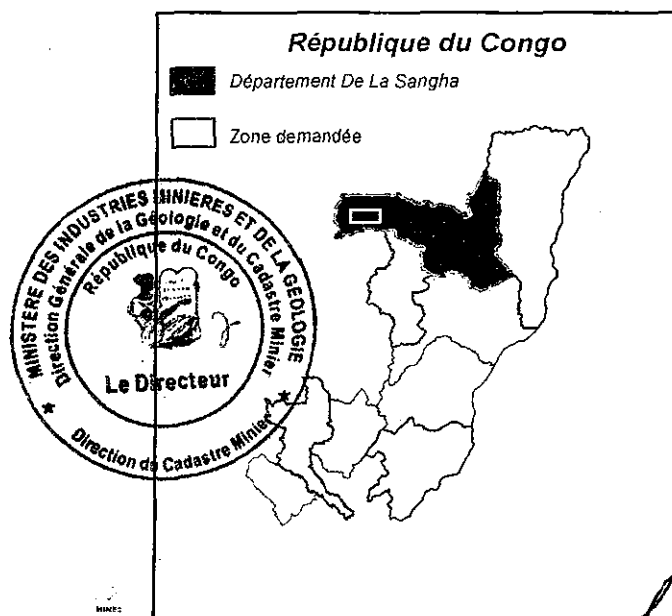 République du Congo
Département De La Sangha
Zone demandée
MINISTERE DES INDUSTRIES MINIERES ET DE LA GEOLOGIE
Direction Générale de la Géologie et du Cadastre Minier
République du Congo
Le Directeur
Direction du Cadastre Minier